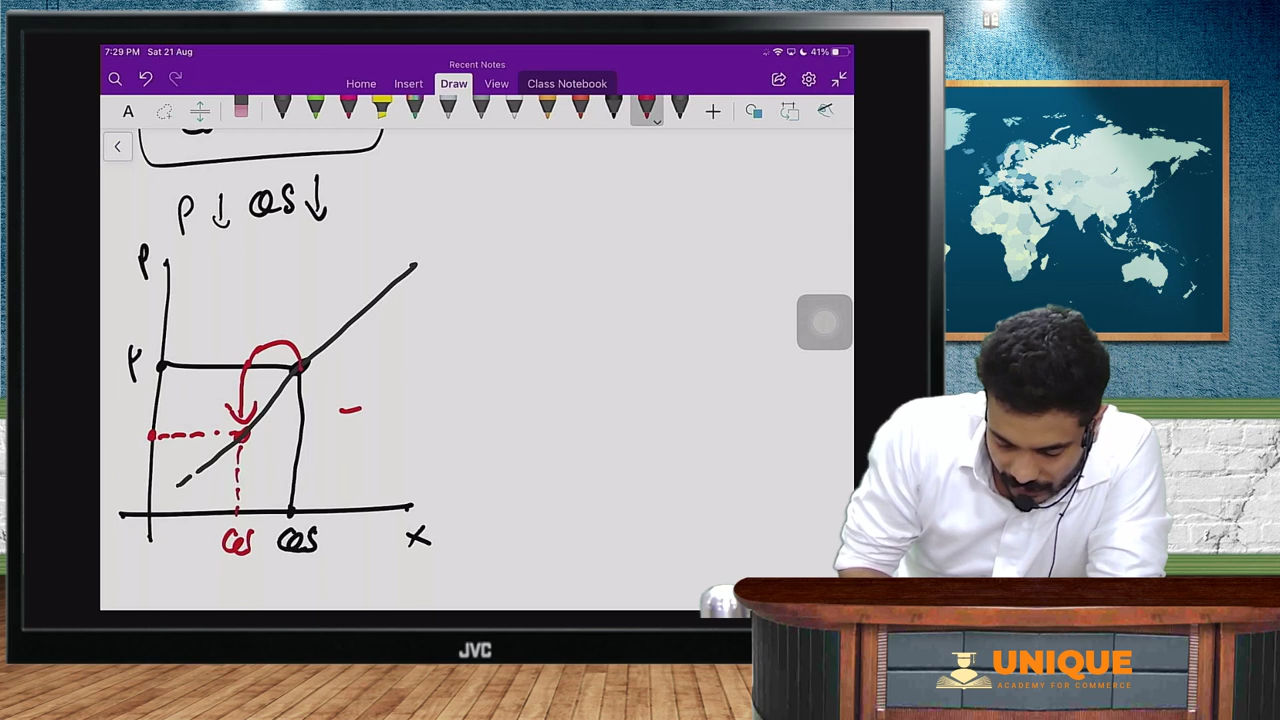 7:29 PM Sat 21 Aug
41%
Recent Notes
Home Insert Draw View Class Notebook
A
P ↓ QS ↓
P
P
QS QS X
JVC
UNIQUE
ACADEMY FOR COMMERCE